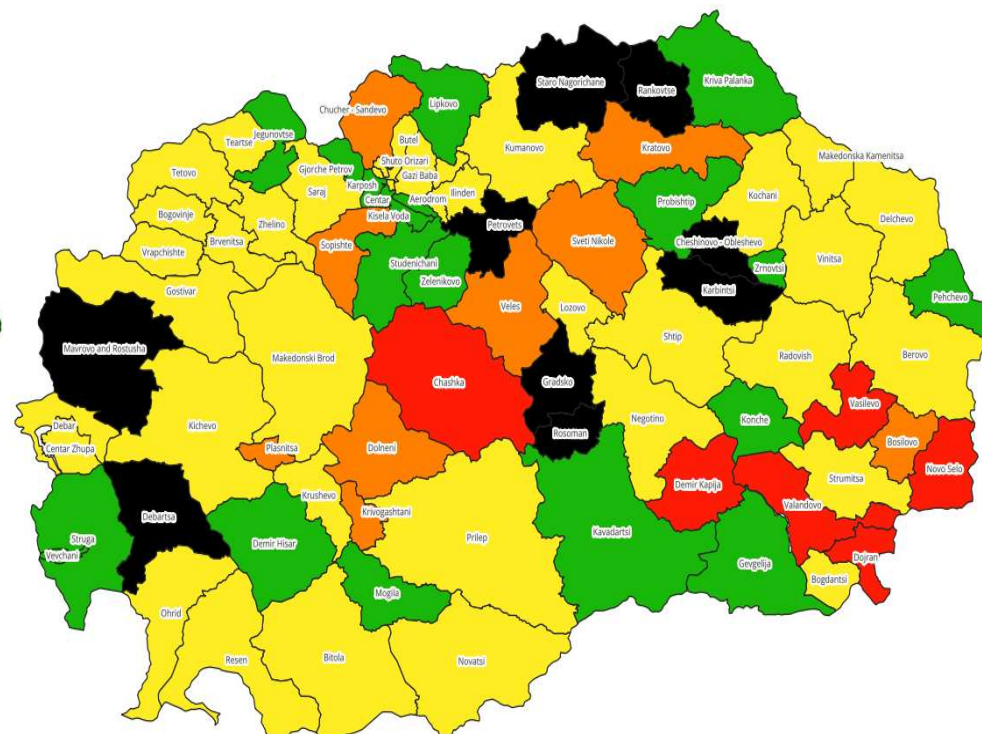 Staro Nagorichane
Rankovtse
Kriva Palanka
Chucher - Sandevo
Lipkovo
Jegunovtse
Teartse
Butel
Kumanovo
Kratovo
Makedonska Kamenitsa
Tetovo
Gjorche Petrov
Shuto Orizari
Gazi Baba
Saraj
Karposh
Ilinden
Probishtip
Kochani
Bogovinje
Centar
Aerodrom
Kisela Voda
Delchevo
Zhelino
Petrovets
Brvenitsa
Sopishte
Cheshinovo - Obleshevo
Vrapchishte
Sveti Nikole
Vinitsa
Studenichani
Zrnovtsi
Zelenikovo
Gostivar
Karbintsi
Pehchevo
Veles
Lozovo
Mavrovo and Rostusha
Makedonski Brod
Shtip
Radovish
Berovo
Chashka
Gradsko
Vasilevo
Debar
Kichevo
Negotino
Konche
Rosoman
Bosilovo
Centar Zhupa
Plasnitsa
Dolneni
Novo Selo
Strumitsa
Demir Kapija
Krushevo
Valandovo
Krivogashtani
Debartsa
Kavadartsi
Struga
Prilep
Demir Hisar
Vevchani
Dojran
Gevgelija
Bogdantsi
Mogila
Ohrid
Resen
Bitola
Novatsi